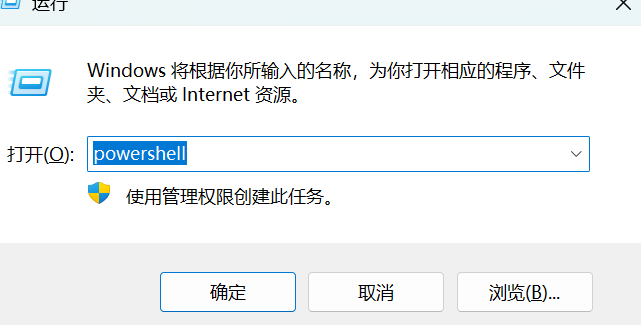 运行
Windows 将根据你所输入的名称，为你打开相应的程序、文件
夹、文档或 Internet 资源。
打开(O): powershell
使用管理权限创建此任务。
确定 取消 浏览(B)...